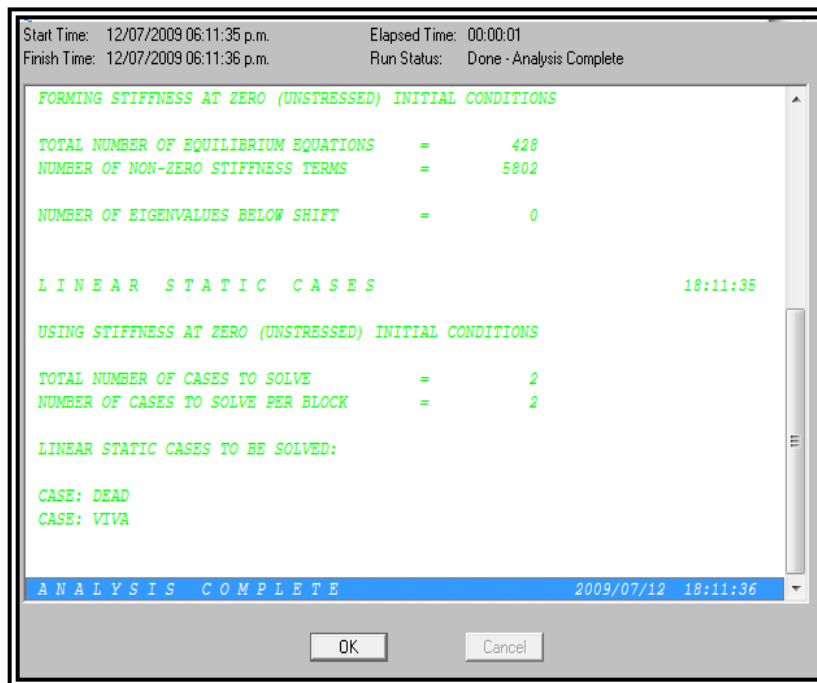 Start Time: 12/07/2009 06:11:35 p.m. Elapsed Time: 00:00:01
Finish Time: 12/07/2009 06:11:36 p.m. Run Status: Done - Analysis Complete
FORMING STIFFNESS AT ZERO (UNSTRESSED) INITIAL CONDITIONS
TOTAL NUMBER OF EQUILIBRIUM EQUATIONS = 428
NUMBER OF NON-ZERO STIFFNESS TERMS = 5802
NUMBER OF EIGENVALUES BELOW SHIFT = 0
L I N E A R   S T A T I C   C A S E S 18:11:35
USING STIFFNESS AT ZERO (UNSTRESSED) INITIAL CONDITIONS
TOTAL NUMBER OF CASES TO SOLVE = 2
NUMBER OF CASES TO SOLVE PER BLOCK = 2
LINEAR STATIC CASES TO BE SOLVED:
CASE: DEAD
CASE: VIVA
A N A L Y S I S   C O M P L E T E 2009/07/12 18:11:36
OK Cancel